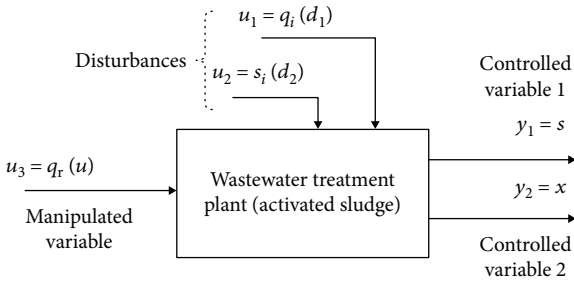 u₁ = qᵢ (d₁)
Disturbances
u₂ = sᵢ (d₂)
Controlled
variable 1
y₁ = s
u₃ = qᵣ (u)
Wastewater treatment
plant (activated sludge)
y₂ = x
Manipulated
variable
Controlled
variable 2